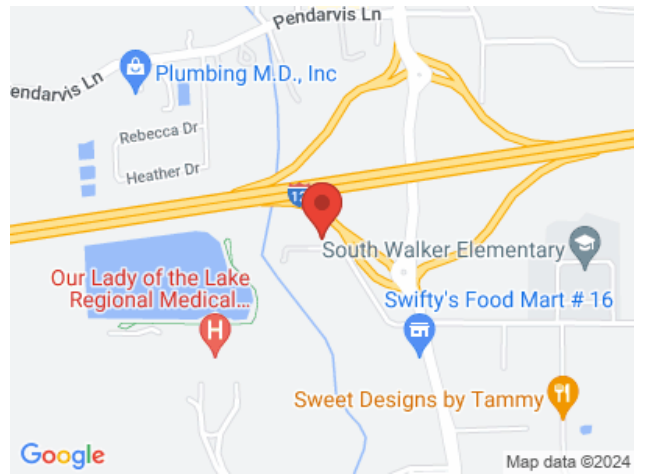 Pendarvis Ln
Plumbing M.D., Inc
endarvis Ln
Rebecca Dr
Heather Dr
South Walker Elementary
Our Lady of the Lake
Regional Medical...
H
Swifty's Food Mart # 16
Sweet Designs by Tammy
Google
Map data ©2024